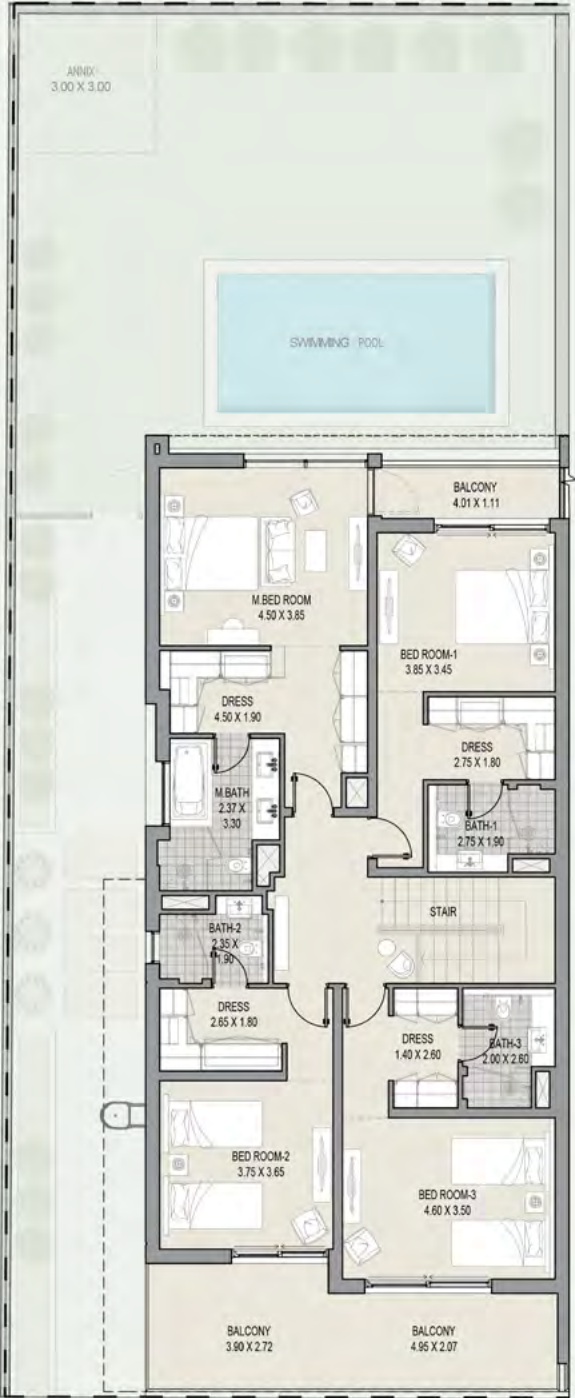 ANNIX
3.00 X 3.00
SWIMMING POOL
BALCONY
4.01 X 1.11
M.BED ROOM
4.50 X 3.85
BED ROOM-1
3.85 X 3.45
DRESS
4.50 X 1.90
DRESS
2.75 X 1.80
M.BATH
2.37 X
3.30
BATH-1
2.75 X 1.90
STAIR
BATH-2
2.35 X
1.90
DRESS
2.65 X 1.80
DRESS
1.40 X 2.60
BATH-3
2.00 X 2.60
BED ROOM-2
3.75 X 3.65
BED ROOM-3
4.60 X 3.50
BALCONY
3.90 X 2.72
BALCONY
4.95 X 2.07